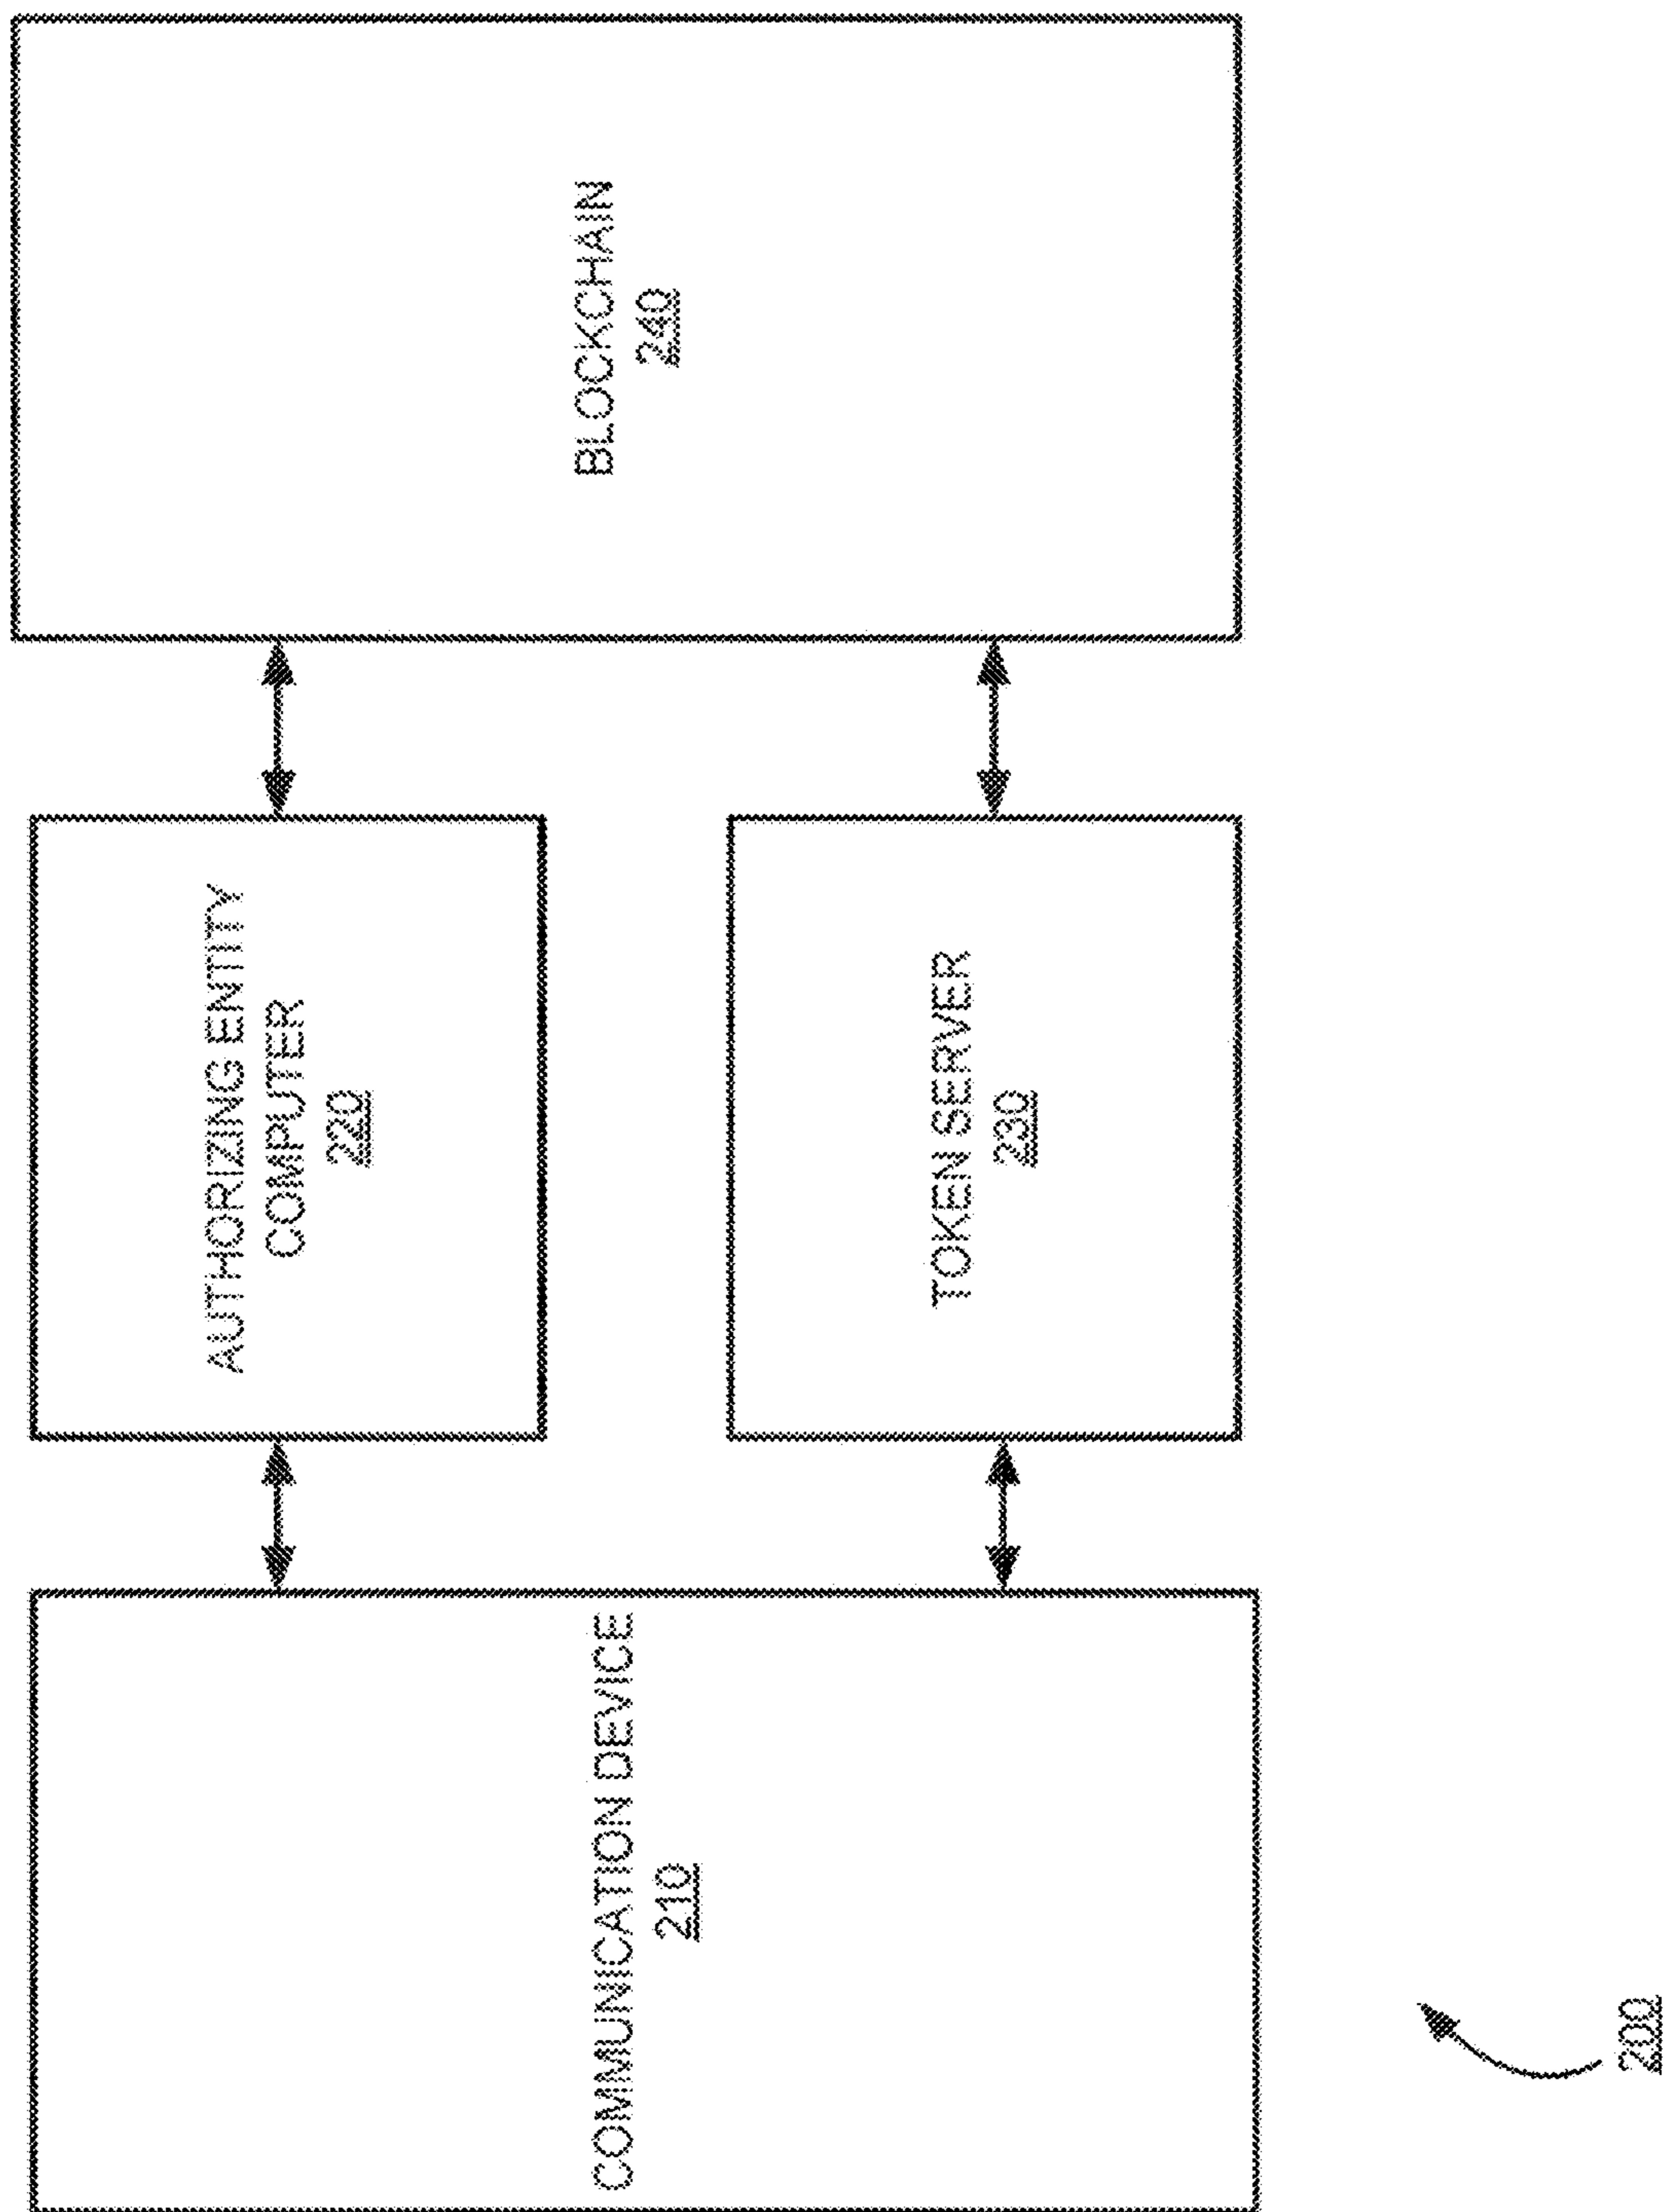 COMMUNICATION DEVICE
210
AUTHORIZING ENTITY
COMPUTER
220
TOKEN SERVER
230
BLOCKCHAIN
240
200